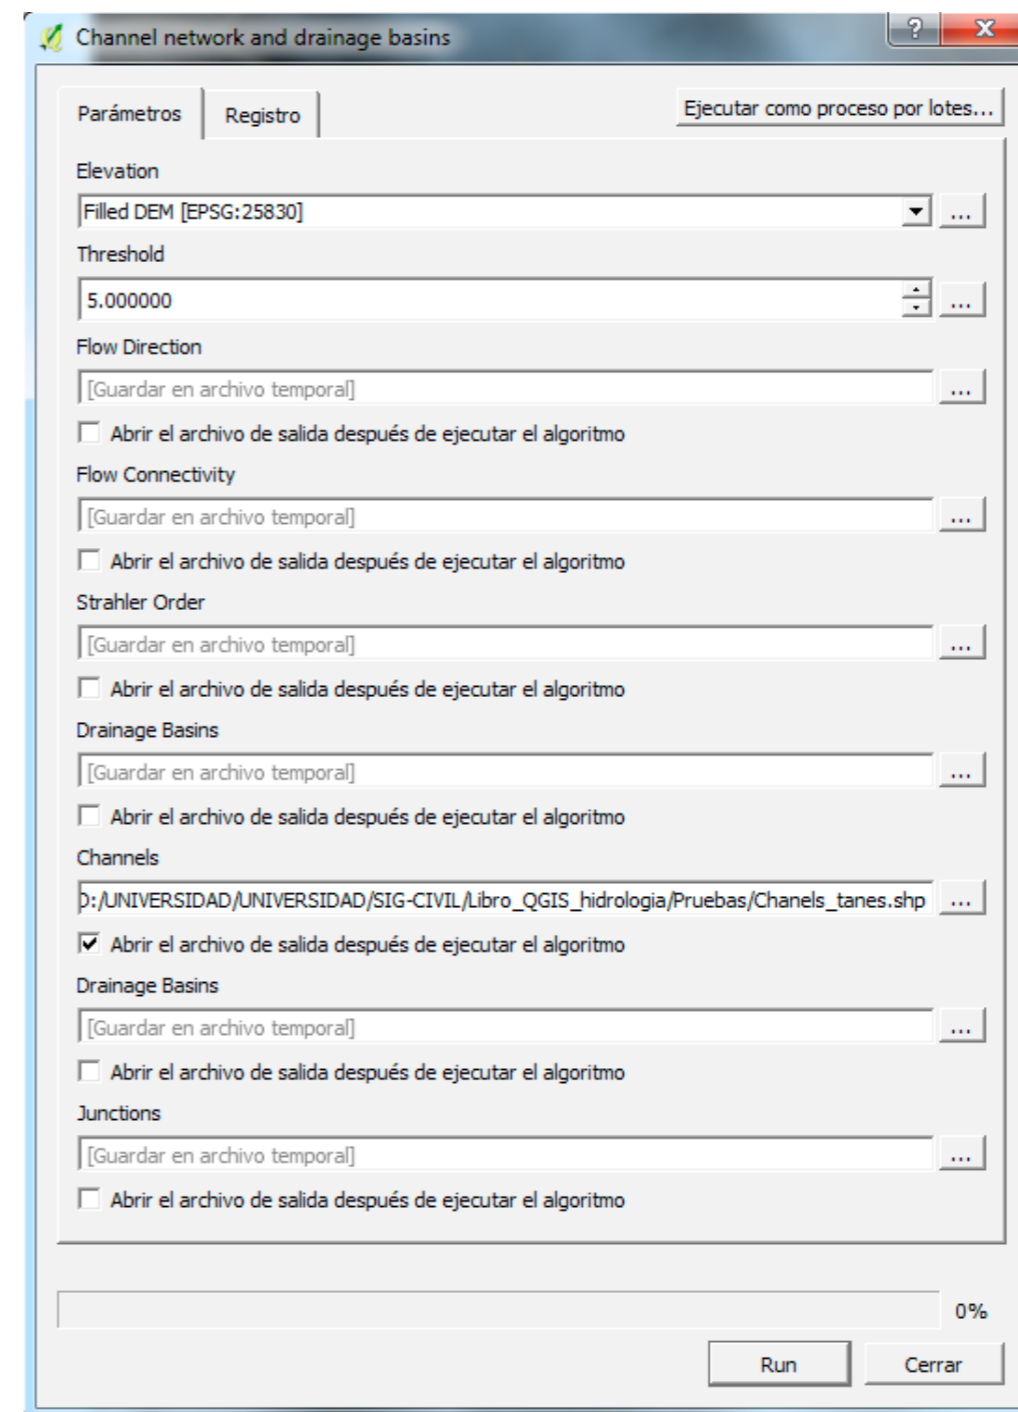 Channel network and drainage basins
?
X
Parámetros
Registro
Ejecutar como proceso por lotes...
Elevation
Filled DEM [EPSG:25830]
...
Threshold
5.000000
...
Flow Direction
[Guardar en archivo temporal]
...
Abrir el archivo de salida después de ejecutar el algoritmo
Flow Connectivity
[Guardar en archivo temporal]
...
Abrir el archivo de salida después de ejecutar el algoritmo
Strahler Order
[Guardar en archivo temporal]
...
Abrir el archivo de salida después de ejecutar el algoritmo
Drainage Basins
[Guardar en archivo temporal]
...
Abrir el archivo de salida después de ejecutar el algoritmo
Channels
D:/UNIVERSIDAD/UNIVERSIDAD/SIG-CIVIL/Libro_QGIS_hidrologia/Pruebas/Chanels_tanes.shp
...
Abrir el archivo de salida después de ejecutar el algoritmo
Drainage Basins
[Guardar en archivo temporal]
...
Abrir el archivo de salida después de ejecutar el algoritmo
Junctions
[Guardar en archivo temporal]
...
Abrir el archivo de salida después de ejecutar el algoritmo
0%
Run
Cerrar